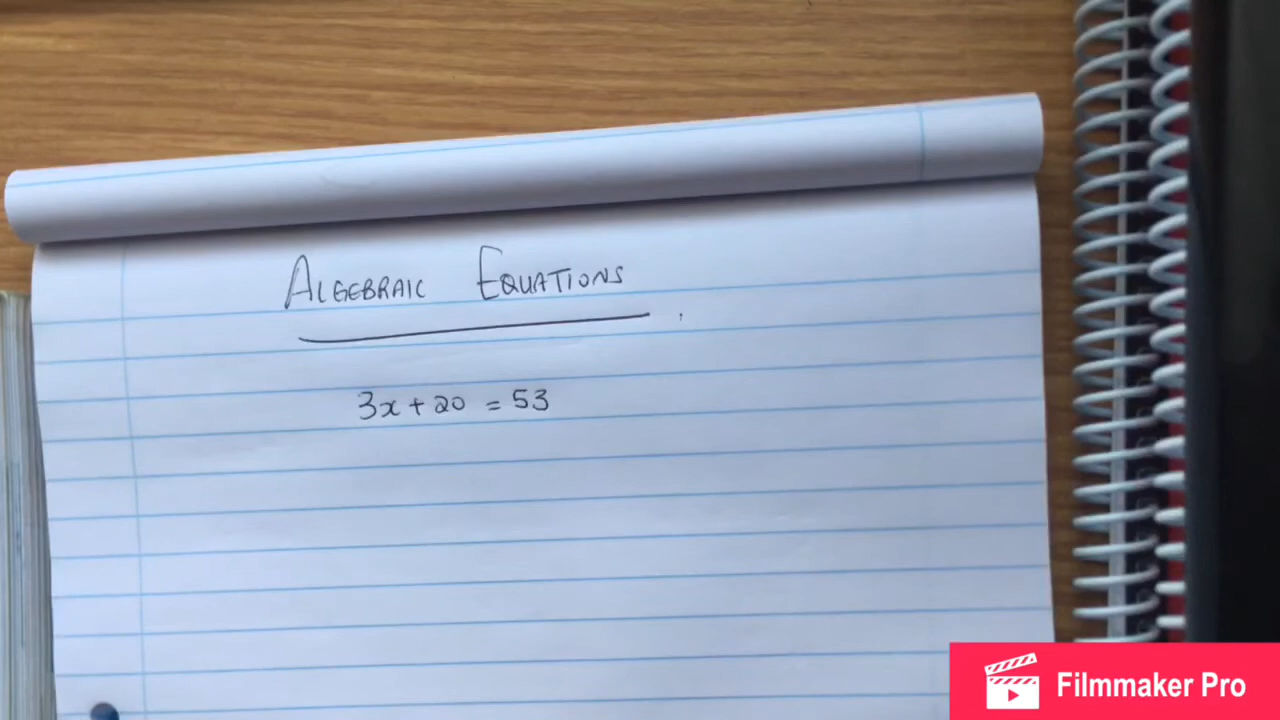 ALGEBRAIC EQUATIONS
3x + 20 = 53
Filmmaker Pro